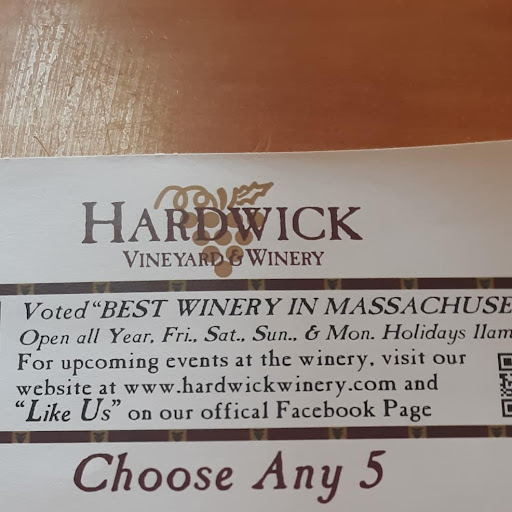 HARDWICK
VINEYARD & WINERY
Voted "BEST WINERY IN MASSACHUSE
Open all Year, Fri., Sat., Sun., & Mon. Holidays 11am
For upcoming events at the winery, visit our
website at www.hardwickwinery.com and
"Like Us" on our offical Facebook Page
Choose Any 5